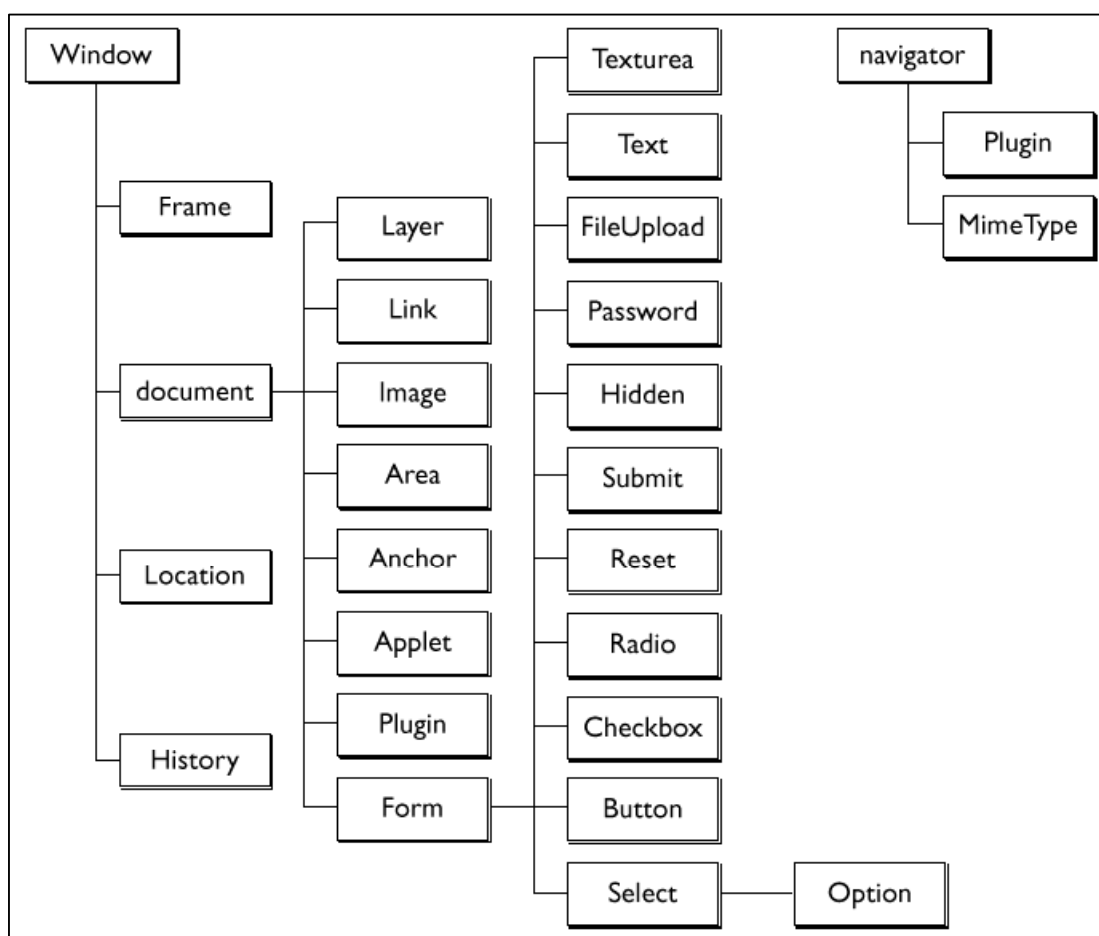 Window
Frame
document
Location
History
Layer
Link
Image
Area
Anchor
Applet
Plugin
Form
Texturea
Text
FileUpload
Password
Hidden
Submit
Reset
Radio
Checkbox
Button
Select
Option
navigator
Plugin
MimeType